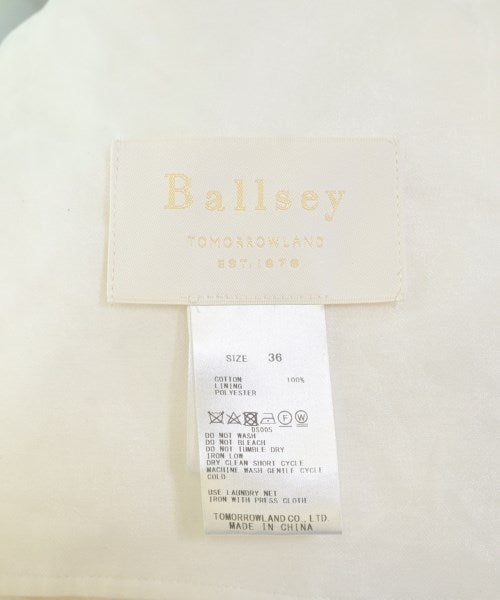 Ballsey
TOMORROWLAND
EST.1978
SIZE 36
COTTON 100%
LINING
POLYESTER
DS005
DO NOT WASH
DO NOT BLEACH
DO NOT TUMBLE DRY
IRON LOW
DRY CLEAN SHORT CYCLE
MACHINE WASH GENTLE CYCLE
COLD
USE LAUNDRY NET
IRON WITH PRESS CLOTH
TOMORROWLAND CO., LTD.
MADE IN CHINA